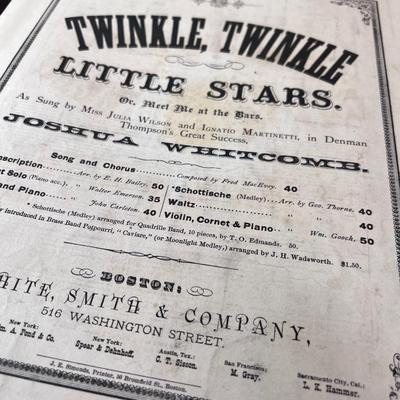 TWINKLE, TWINKLE
LITTLE STARS.
Or, Meet Me at the Bars.
As Sung by Miss Julia Wilson and Ignatio Martinetti, in Denman
Thompson's Great Success,
JOSHUA WHITCOMB.
Song and Chorus Composed by Fred MacEvoy. 40
scription. Arr. by E. H. Bailey. 50
t Solo (Piano acc.), Walter Emerson. 35
nd Piano John Carleton. 40
*Schottische (Medley) Arr. by Geo. Thorne. 40
Waltz " " 40
Violin, Cornet & Piano " Wm. Gooch. 50
* Schottische (Medley) arranged for Quadrille Band, 10 pieces, by T. O. Edmands. 50.
r introduced in Brass Band Potpourri, "Caviare," (or Moonlight Medley,) arranged by J. H. Wadsworth. $1.50.
BOSTON:
HITE, SMITH & COMPANY,
516 WASHINGTON STREET.
New York:
m. A. Pond & Co.
New York:
Spear & Dehnhoff.
Austin, Tex.:
C. T. Sisson.
San Francisco:
M. Gray.
Sacramento City, Cal.:
L. K. Hammer.
J. E. Simonds, Printer, 50 Bromfield St., Boston.